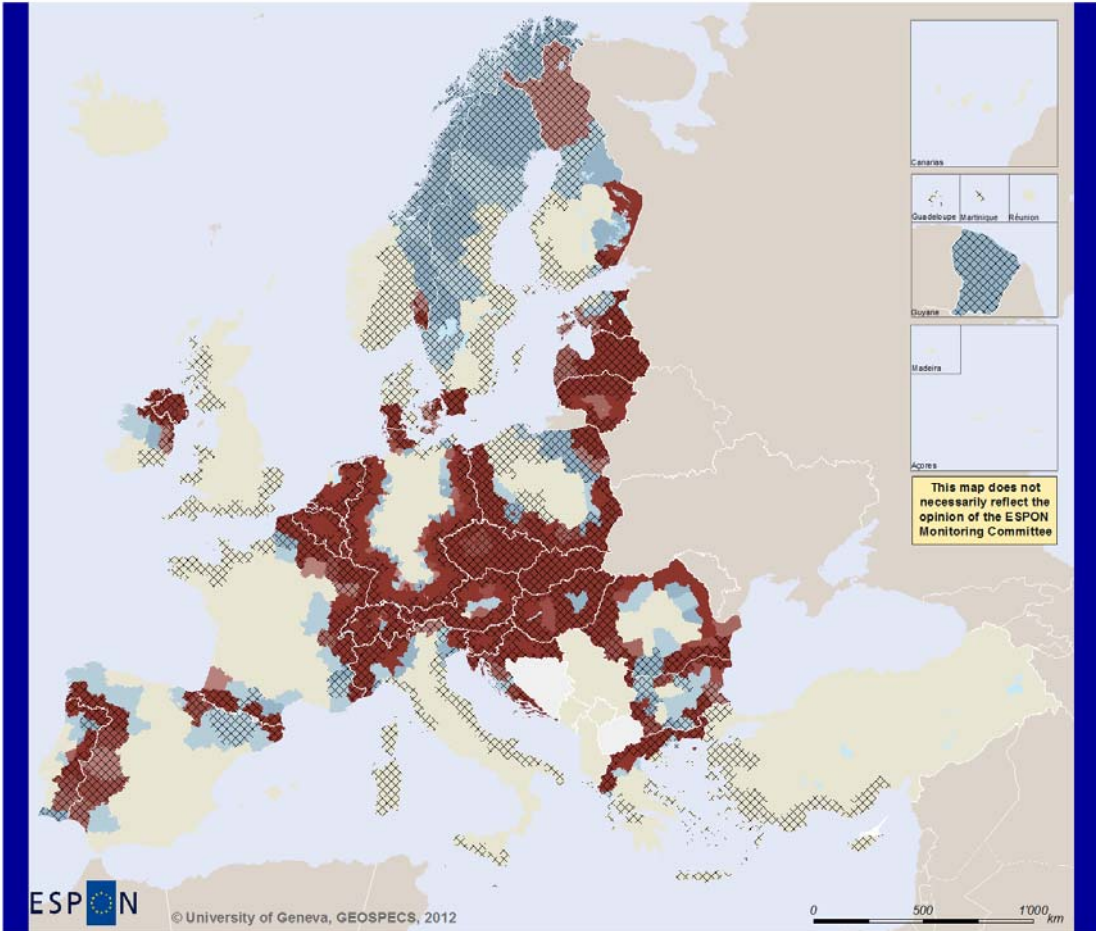 Canarias
Guadeloupe Martinique Réunion
Guyane
Madeira
Açores
This map does not
necessarily reflect the
opinion of the ESPON
Monitoring Committee
ESPON
© University of Geneva, GEOSPECS, 2012
0 500 1'000 km